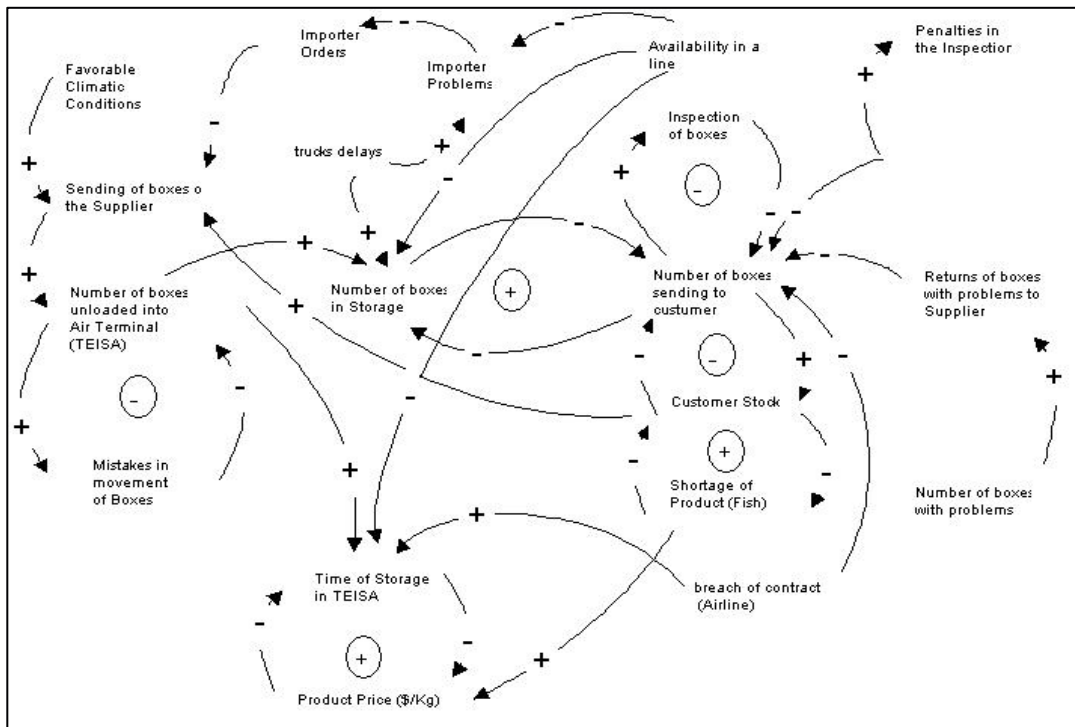 Importer
Orders
Availability in a
line
Penalties in
the Inspection
Favorable
Climatic
Conditions
Importer
Problems
Inspection
of boxes
trucks delays
Sending of boxes o
the Supplier
Number of boxes
unloaded into
Air Terminal
(TEISA)
Number of boxes
in Storage
Number of boxes
sending to
custumer
Returns of boxes
with problems to
Supplier
Customer Stock
Mistakes in
movement
of Boxes
Shortage of
Product (Fish)
Number of boxes
with problems
Time of Storage
in TEISA
breach of contract
(Airline)
Product Price ($/Kg)